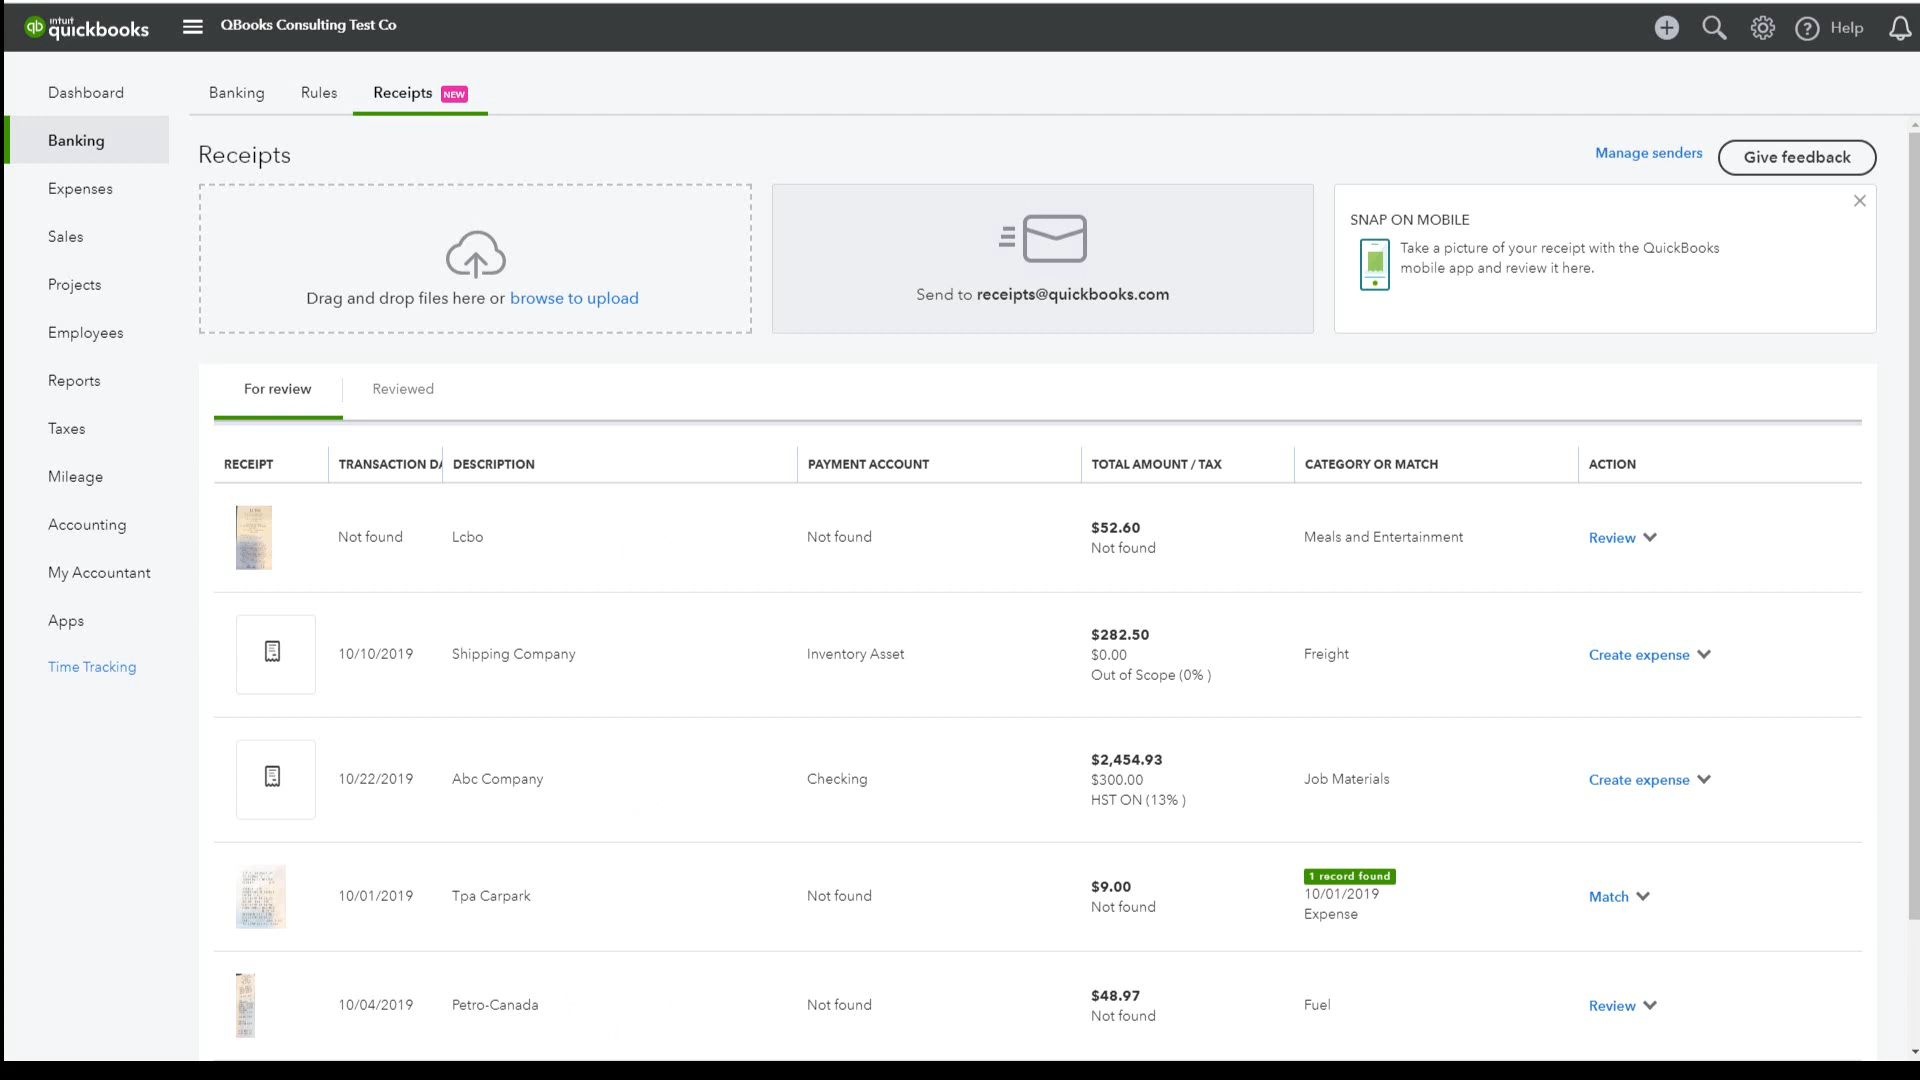 intuit
quickbooks
QBooks Consulting Test Co
Help
Dashboard
Banking
Expenses
Sales
Projects
Employees
Reports
Taxes
Mileage
Accounting
My Accountant
Apps
Time Tracking
Banking
Rules
Receipts NEW
Receipts
Manage senders
Give feedback
Drag and drop files here or browse to upload
Send to receipts@quickbooks.com
SNAP ON MOBILE
Take a picture of your receipt with the QuickBooks
mobile app and review it here.
For review
Reviewed
RECEIPT TRANSACTION DA DESCRIPTION PAYMENT ACCOUNT TOTAL AMOUNT / TAX CATEGORY OR MATCH ACTION
Not found Lcbo Not found $52.60 Meals and Entertainment Review
Not found
10/10/2019 Shipping Company Inventory Asset $282.50 Freight Create expense
$0.00
Out of Scope (0% )
10/22/2019 Abc Company Checking $2,454.93 Job Materials Create expense
$300.00
HST ON (13% )
10/01/2019 Tpa Carpark Not found $9.00 1 record found Match
Not found 10/01/2019
Expense
10/04/2019 Petro-Canada Not found $48.97 Fuel Review
Not found